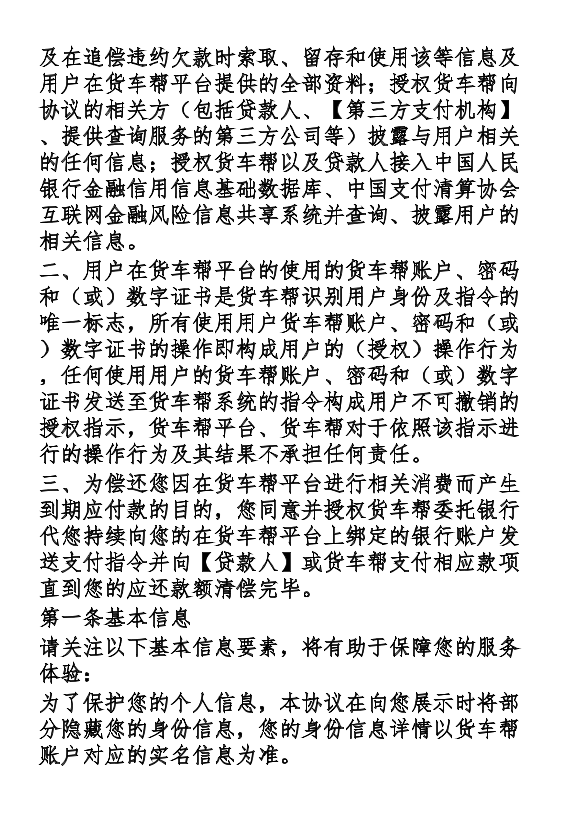 及在追偿违约欠款时索取、留存和使用该等信息及
用户在货车帮平台提供的全部资料；授权货车帮向
协议的相关方（包括贷款人、【第三方支付机构】
、提供查询服务的第三方公司等）披露与用户相关
的任何信息；授权货车帮以及贷款人接入中国人民
银行金融信用信息基础数据库、中国支付清算协会
互联网金融风险信息共享系统并查询、披露用户的
相关信息。
二、用户在货车帮平台的使用的货车帮账户、密码
和（或）数字证书是货车帮识别用户身份及指令的
唯一标志，所有使用用户货车帮账户、密码和（或
）数字证书的操作即构成用户的（授权）操作行为
，任何使用用户的货车帮账户、密码和（或）数字
证书发送至货车帮系统的指令构成用户不可撤销的
授权指示，货车帮平台、货车帮对于依照该指示进
行的操作行为及其结果不承担任何责任。
三、为偿还您因在货车帮平台进行相关消费而产生
到期应付款的目的，您同意并授权货车帮委托银行
代您持续向您的在货车帮平台上绑定的银行账户发
送支付指令并向【贷款人】或货车帮支付相应款项
直到您的应还款额清偿完毕。
第一条基本信息
请关注以下基本信息要素，将有助于保障您的服务
体验：
为了保护您的个人信息，本协议在向您展示时将部
分隐藏您的身份信息，您的身份信息详情以货车帮
账户对应的实名信息为准。